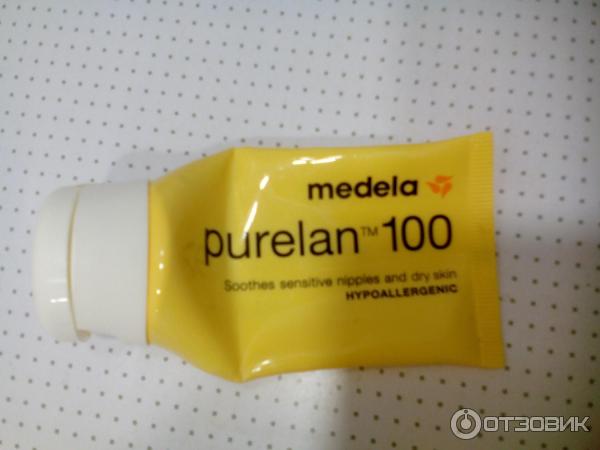 medela
purelan™ 100
Soothes sensitive nipples and dry skin
HYPOALLERGENIC
ОТЗОВИК